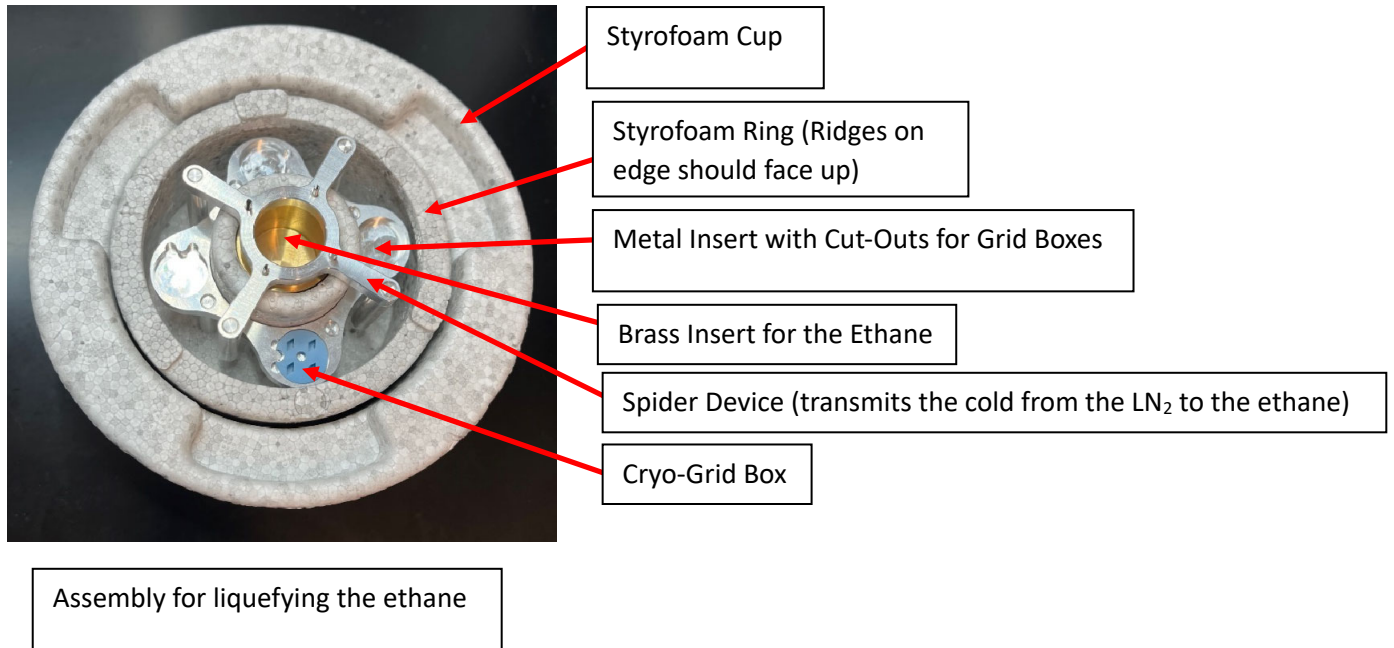 Styrofoam Cup
Styrofoam Ring (Ridges on
edge should face up)
Metal Insert with Cut-Outs for Grid Boxes
Brass Insert for the Ethane
Spider Device (transmits the cold from the LN₂ to the ethane)
Cryo-Grid Box
Assembly for liquefying the ethane